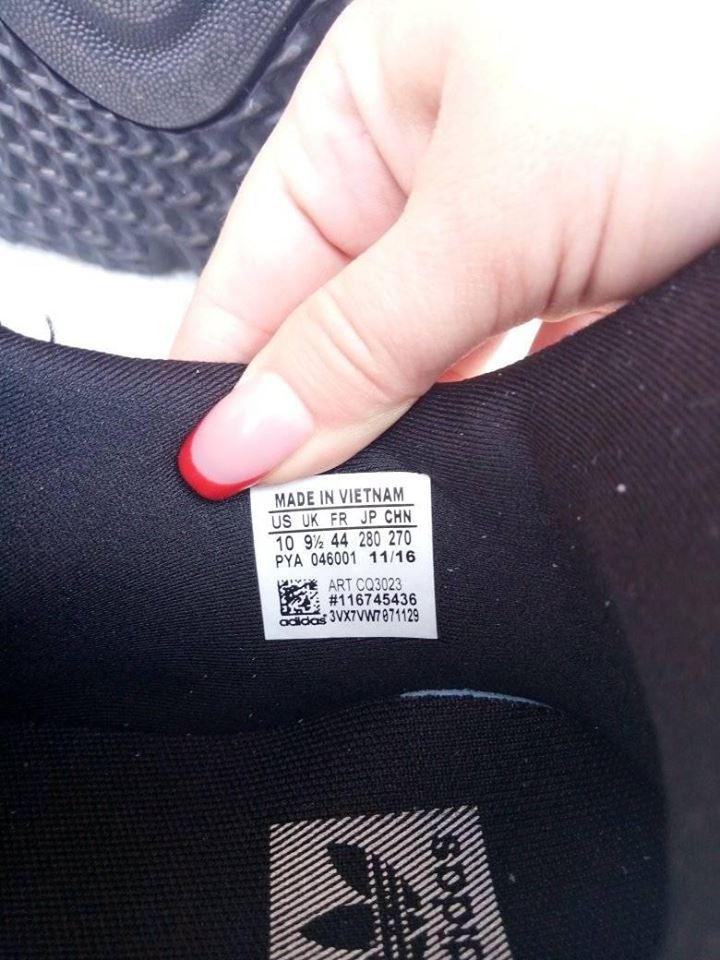 MADE IN VIETNAM
US UK FR JP CHN
10 9½ 44 280 270
PYA 046001 11/16
ART CQ3023
#116745436
adidas 3VX7VW7071129
adidas